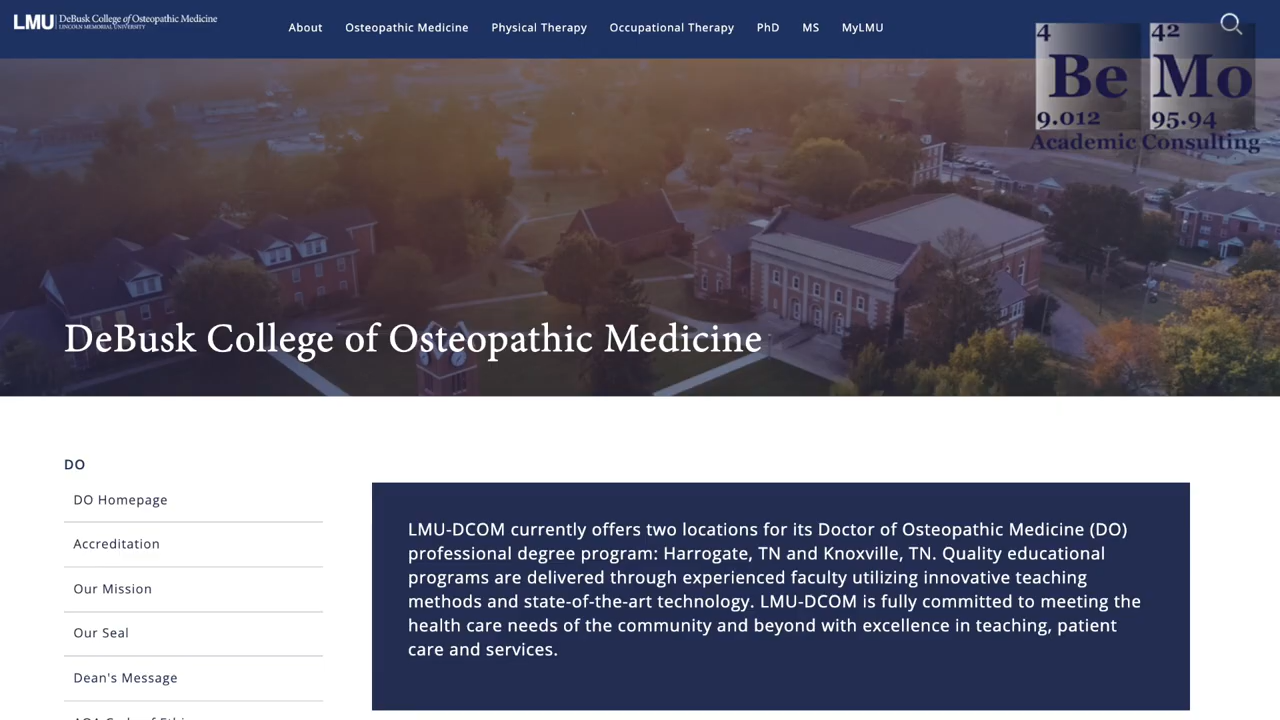 LMU DeBusk College of Osteopathic Medicine
LINCOLN MEMORIAL UNIVERSITY
About Osteopathic Medicine Physical Therapy Occupational Therapy PhD MS MyLMU
4 42
Be Mo
9.012 95.94
Academic Consulting
DeBusk College of Osteopathic Medicine
DO
DO Homepage
Accreditation
Our Mission
Our Seal
Dean's Message
LMU-DCOM currently offers two locations for its Doctor of Osteopathic Medicine (DO)
professional degree program: Harrogate, TN and Knoxville, TN. Quality educational
programs are delivered through experienced faculty utilizing innovative teaching
methods and state-of-the-art technology. LMU-DCOM is fully committed to meeting the
health care needs of the community and beyond with excellence in teaching, patient
care and services.